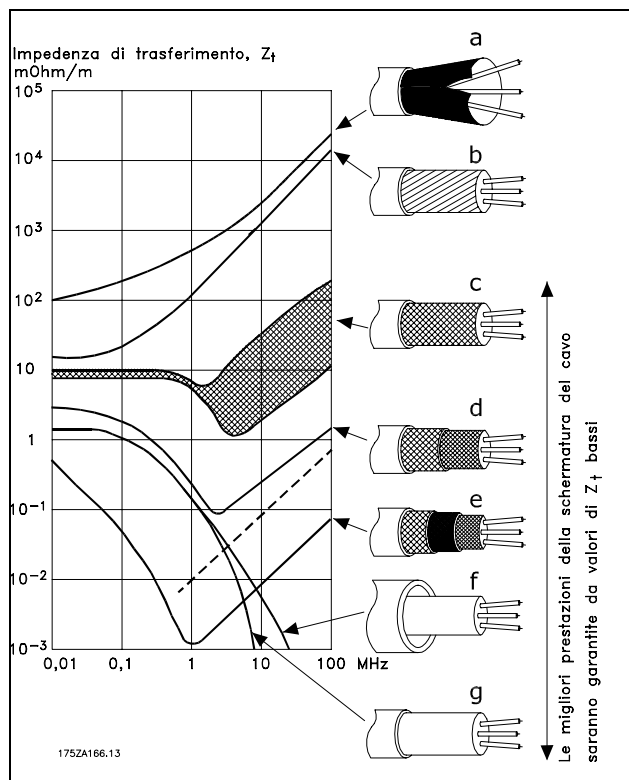 Impedenza di trasferimento, Zt
mOhm/m
10⁵
10⁴
10³
10²
10
1
10⁻¹
10⁻²
10⁻³
0,01 0,1 1 10 100 MHz
a
b
c
d
e
f
g
Le migliori prestazioni della schermatura del cavo
saranno garantite da valori di Zt bassi
175ZA166.13